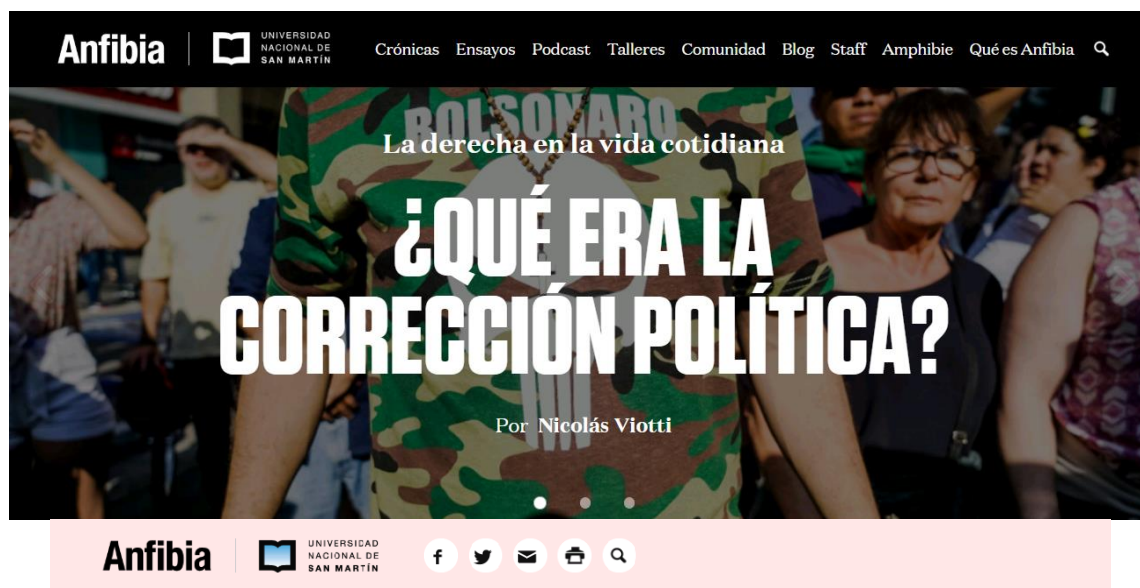 Anfibia
UNIVERSIDAD
NACIONAL DE
SAN MARTÍN
Crónicas Ensayos Podcast Talleres Comunidad Blog Staff Amphibie Qué es Anfibia
BOLSONARO
La derecha en la vida cotidiana
¿QUÉ ERA LA
CORRECCIÓN POLÍTICA?
Por Nicolás Viotti
Anfibia
UNIVERSIDAD
NACIONAL DE
SAN MARTÍN